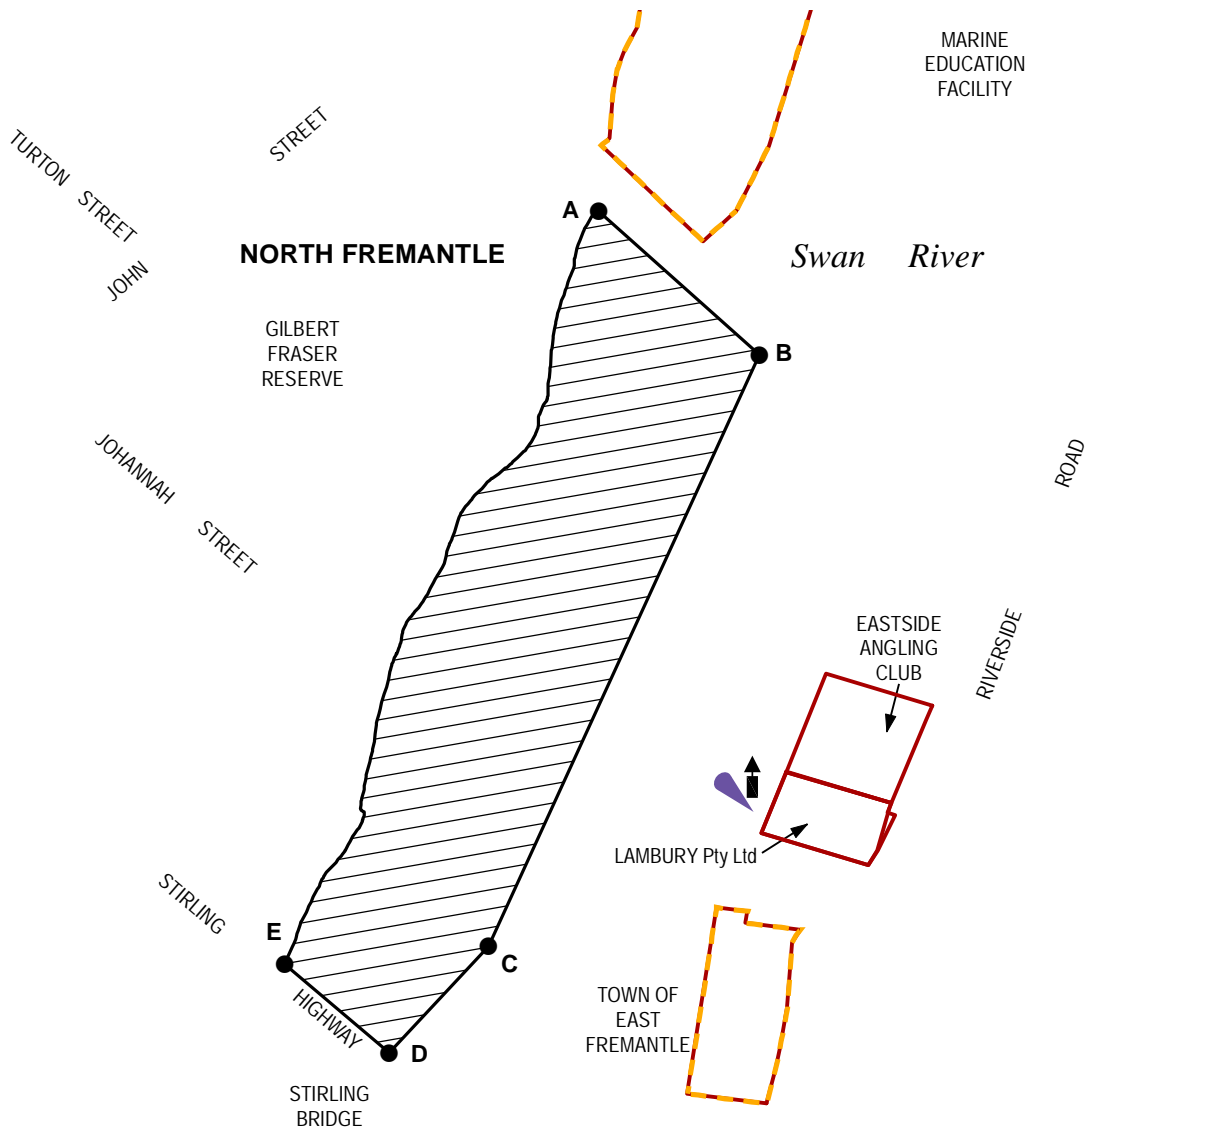 MARINE
EDUCATION
FACILITY
STREET
TURTON STREET
A
NORTH FREMANTLE
Swan River
JOHN
GILBERT
FRASER
RESERVE
B
JOHANNAH STREET
ROAD
EASTSIDE
ANGLING
CLUB
RIVERSIDE
LAMBURY Pty Ltd
STIRLING
E
C
HIGHWAY
TOWN OF
EAST
FREMANTLE
D
STIRLING
BRIDGE